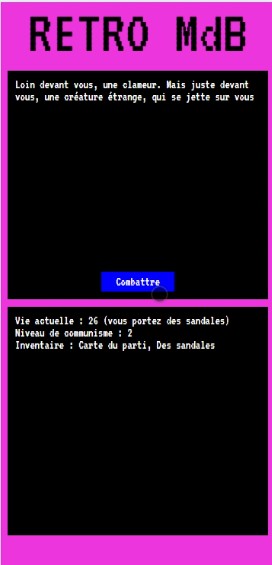 RETRO MdB
Loin devant vous, une clameur. Mais juste devant
vous, une créature étrange, qui se jette sur vous
Combattre
Vie actuelle : 26 (vous portez des sandales)
Niveau de communisme : 2
Inventaire : Carte du parti, Des sandales